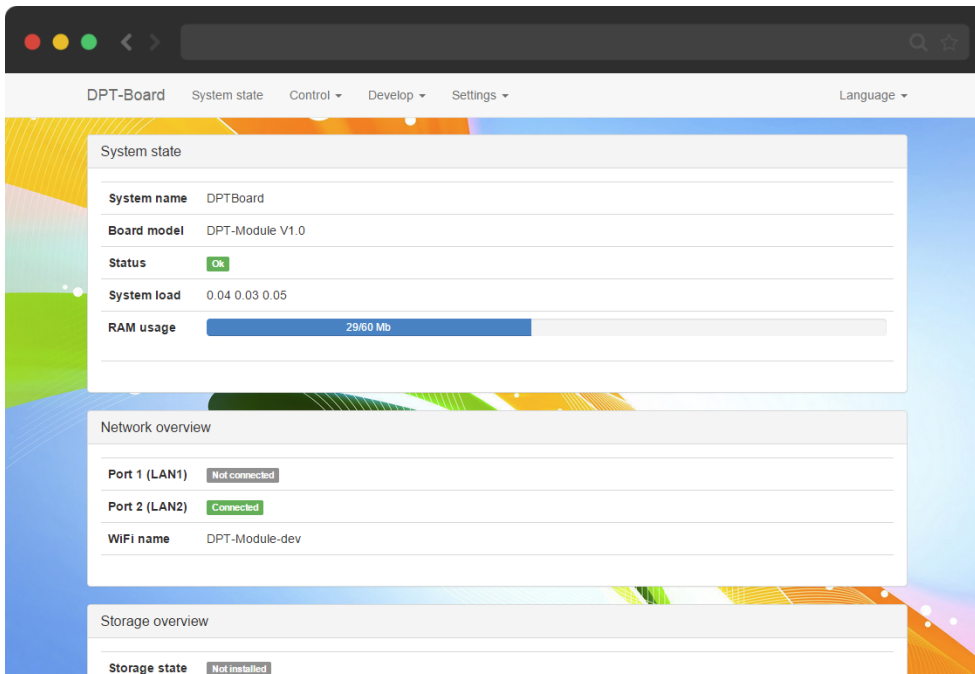 DPT-Board System state Control Develop Settings Language
System state
System name DPTBoard
Board model DPT-Module V1.0
Status Ok
System load 0.04 0.03 0.05
RAM usage 29/60 Mb
Network overview
Port 1 (LAN1) Not connected
Port 2 (LAN2) Connected
WiFi name DPT-Module-dev
Storage overview
Storage state Not installed